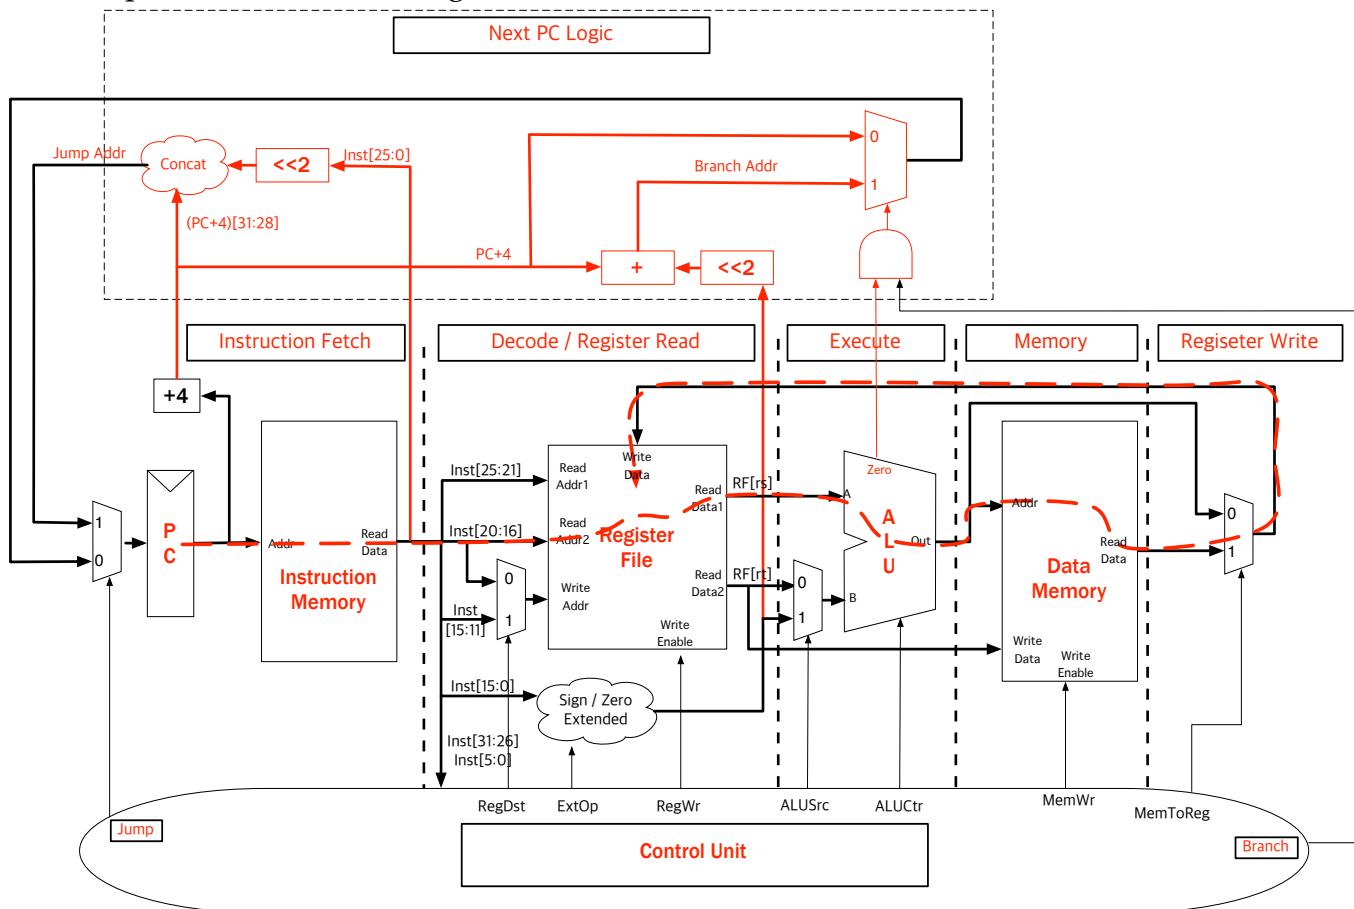 Next PC Logic
0
Jump Addr
Concat
<<2
Inst[25:0]
Branch Addr
1
(PC+4)[31:28]
PC+4
+
<<2
Instruction Fetch
Decode / Register Read
Execute
Memory
Regiseter Write
+4
Write
Data
Zero
Inst[25:21]
Read
Addr1
Read
Data1
RF[rs]
A
Addr
0
1
0
P
C
Addr
Read
Data
Inst[20:16]
Read
Addr2
Register
File
A
L
U
Out
Read
Data
1
Instruction
Memory
0
1
Inst
[15:11]
Write
Addr
Read
Data2
RF[rt]
0
1
B
Data
Memory
Write
Enable
Write
Data
Write
Enable
Inst[15:0]
Sign / Zero
Extended
Inst[31:26]
Inst[5:0]
RegDst
ExtOp
RegWr
ALUSrc
ALUCtr
MemWr
MemToReg
Jump
Control Unit
Branch